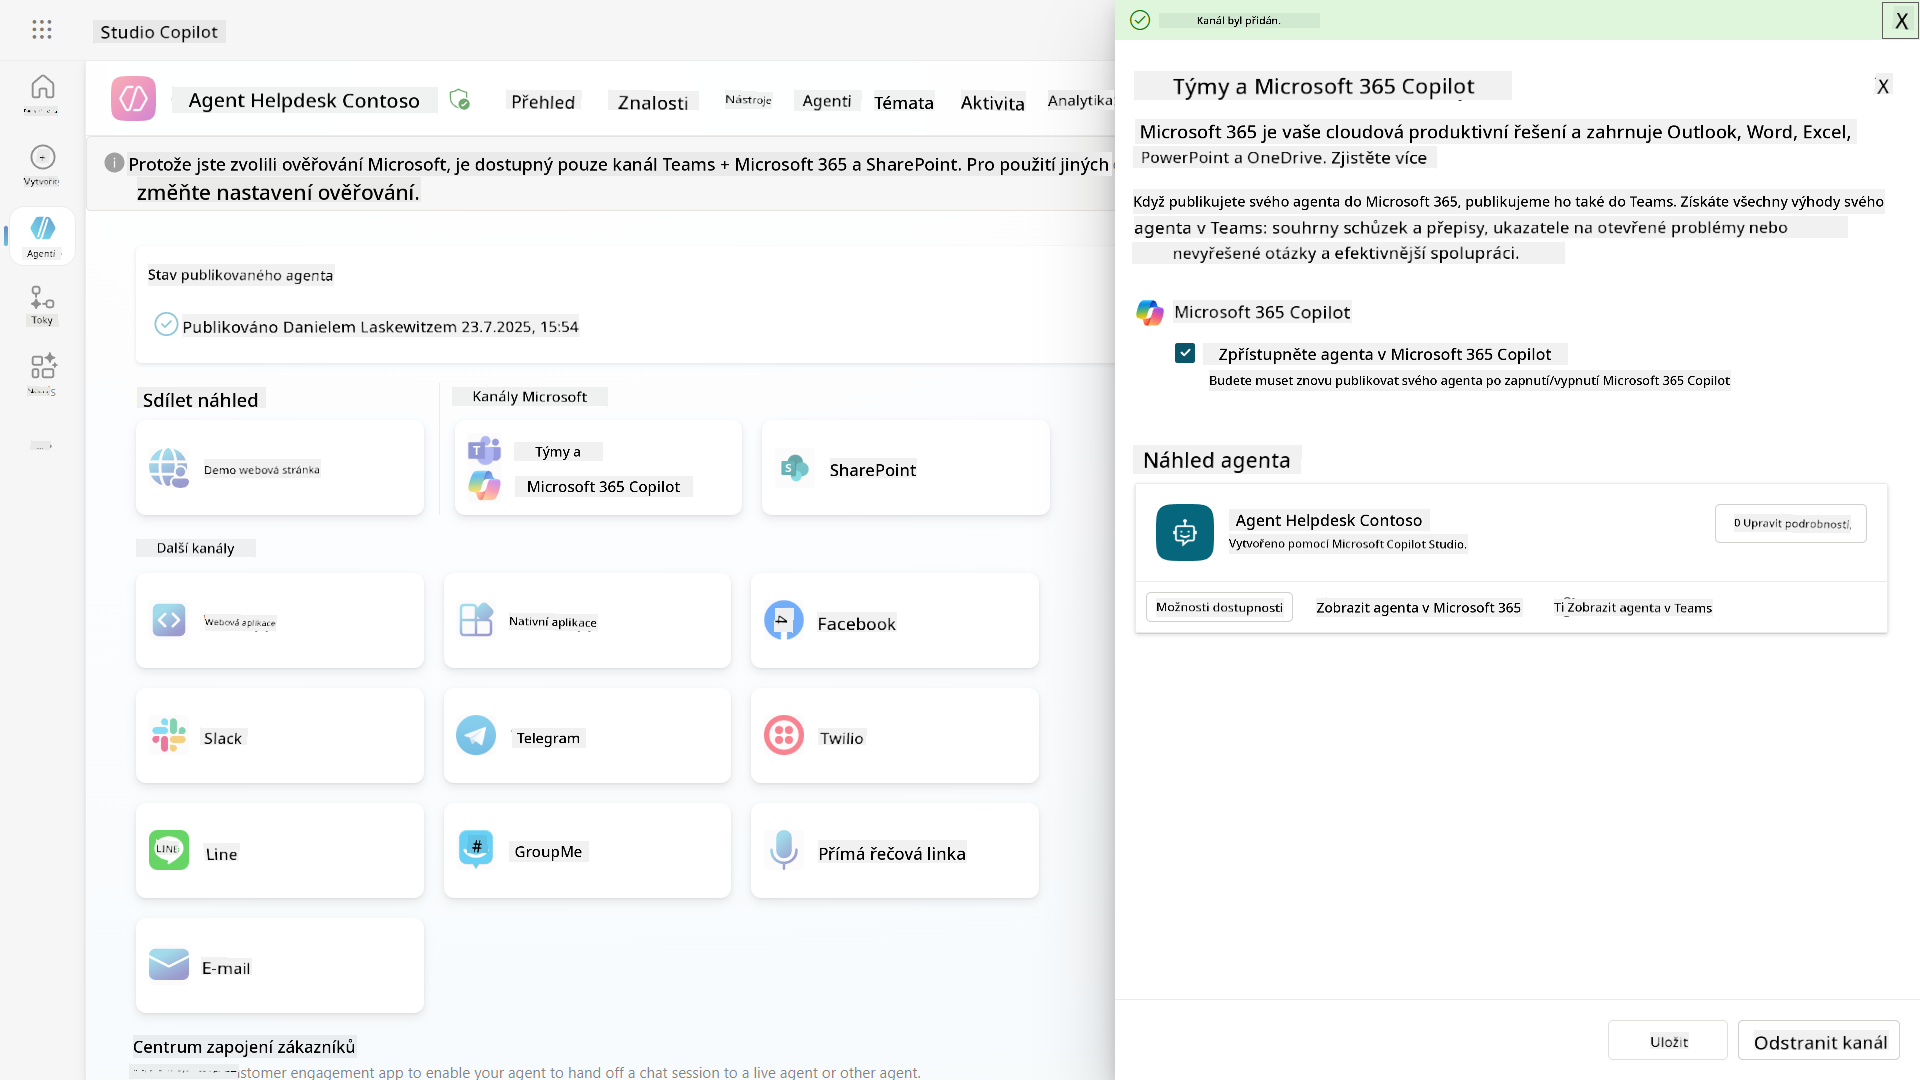 Studio Copilot
Kanál byl přidán.
X
Agent Helpdesk Contoso
Přehled
Znalosti
Nástroje
Agenti
Témata
Aktivita
Analytika
Týmy a Microsoft 365 Copilot
X
Microsoft 365 je vaše cloudová produktivní řešení a zahrnuje Outlook, Word, Excel,
PowerPoint a OneDrive. Zjistěte více
Když publikujete svého agenta do Microsoft 365, publikujeme ho také do Teams. Získáte všechny výhody svého
agenta v Teams: souhrny schůzek a přepisy, ukazatele na otevřené problémy nebo
nevyřešené otázky a efektivnější spolupráci.
Microsoft 365 Copilot
Zpřístupněte agenta v Microsoft 365 Copilot
Budete muset znovu publikovat svého agenta po zapnutí/vypnutí Microsoft 365 Copilot
Náhled agenta
Agent Helpdesk Contoso
Vytvořeno pomocí Microsoft Copilot Studio.
0 Upravit podrobnosti,
Možnosti dostupnosti
Zobrazit agenta v Microsoft 365
Ti Zobrazit agenta v Teams
Uložit
Odstranit kanál
Vytvořit
Agenti
Toky
Protože jste zvolili ověřování Microsoft, je dostupný pouze kanál Teams + Microsoft 365 a SharePoint. Pro použití jiných
změňte nastavení ověřování.
Stav publikovaného agenta
Publikováno Danielem Laskewitzem 23.7.2025, 15:54
Sdílet náhled
Kanály Microsoft
Demo webová stránka
Týmy a
Microsoft 365 Copilot
SharePoint
Další kanály
Webová aplikace
Nativní aplikace
Facebook
Slack
Telegram
Twilio
LINE
Line
#
GroupMe
Přímá řečová linka
E-mail
Centrum zapojení zákazníků
stomer engagement app to enable your agent to hand off a chat session to a live agent or other agent.